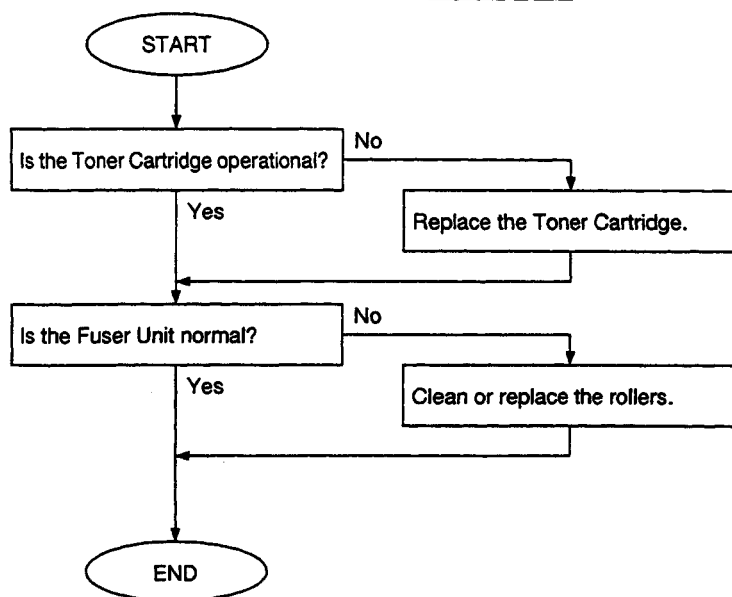 START
Is the Toner Cartridge operational?
No
Yes
Replace the Toner Cartridge.
Is the Fuser Unit normal?
No
Yes
Clean or replace the rollers.
END